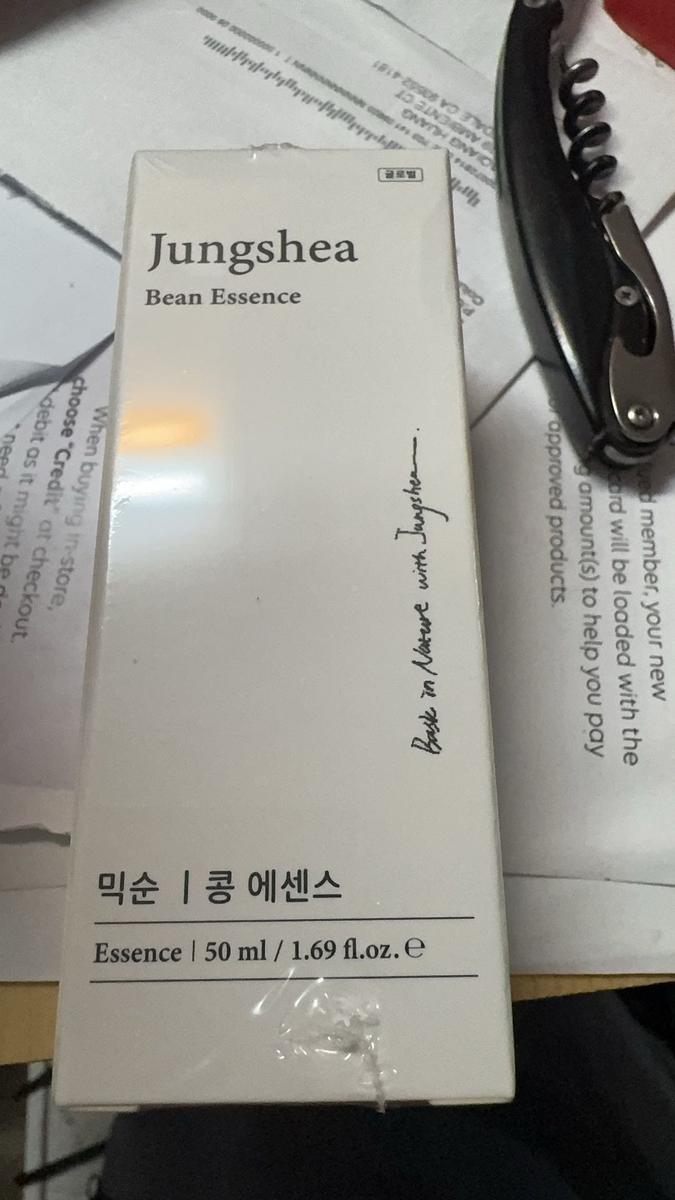 글로벌
Jungshea
Bean Essence
Bask in Nature with Jungshea
믹순 | 콩 에센스
Essence | 50 ml / 1.69 fl.oz. ℮
When buying in-store,
choose "Credit" at checkout,
debit as it might be
need
member, your new
card will be loaded with the
amount(s) to help you pay
approved products.